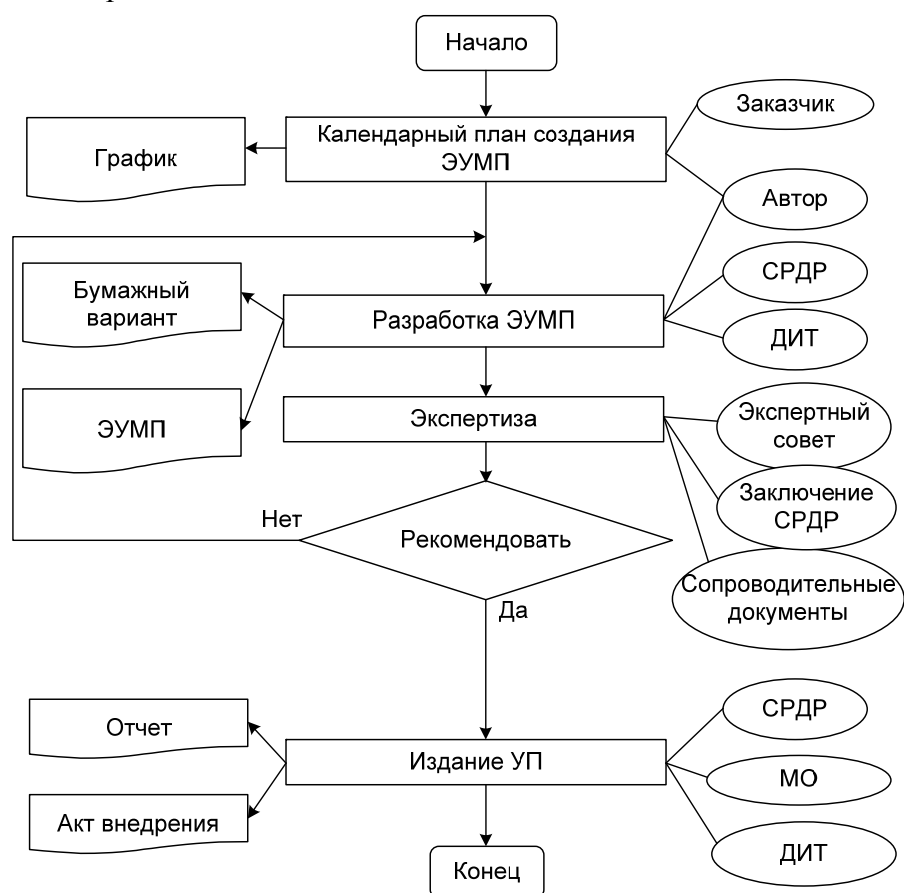 Начало
Заказчик
Календарный план создания
ЭУМП
График
Автор
СРДР
Бумажный
вариант
Разработка ЭУМП
ДИТ
ЭУМП
Экспертиза
Экспертный
совет
Заключение
СРДР
Нет
Рекомендовать
Сопроводительные
документы
Да
СРДР
Отчет
Издание УП
МО
Акт внедрения
ДИТ
Конец